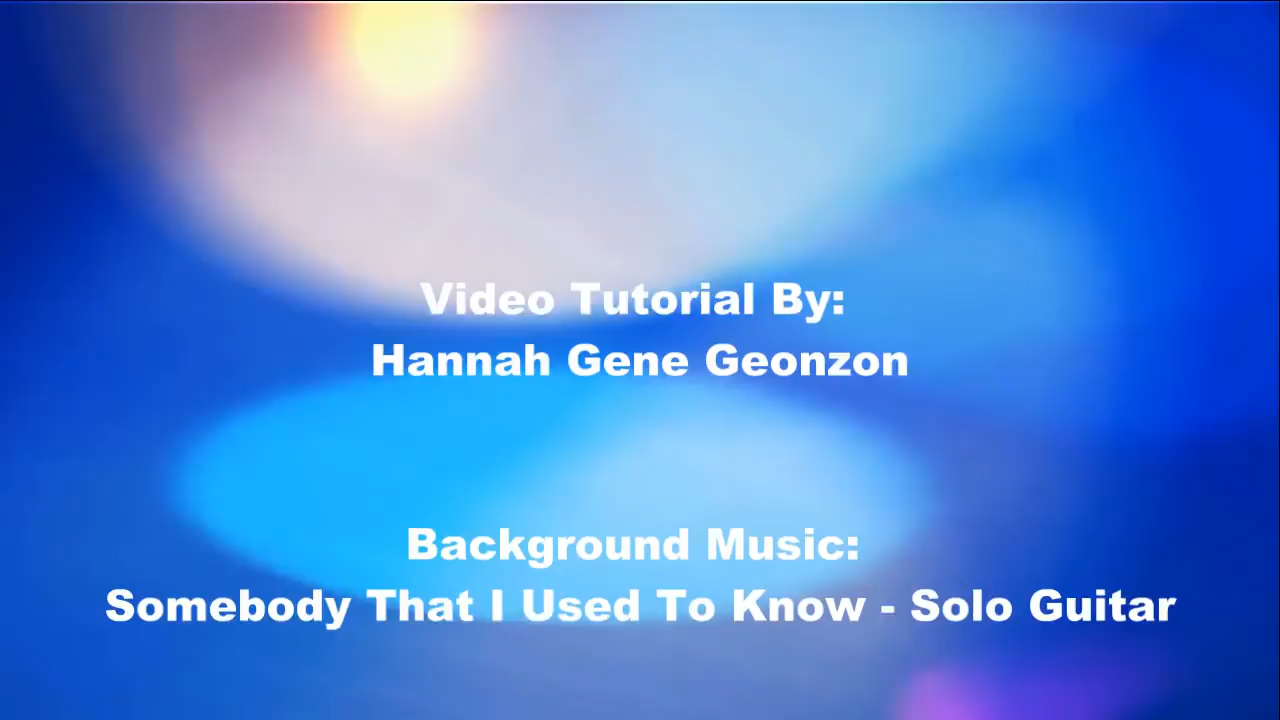 Video Tutorial By:
Hannah Gene Geonzon
Background Music:
Somebody That I Used To Know - Solo Guitar